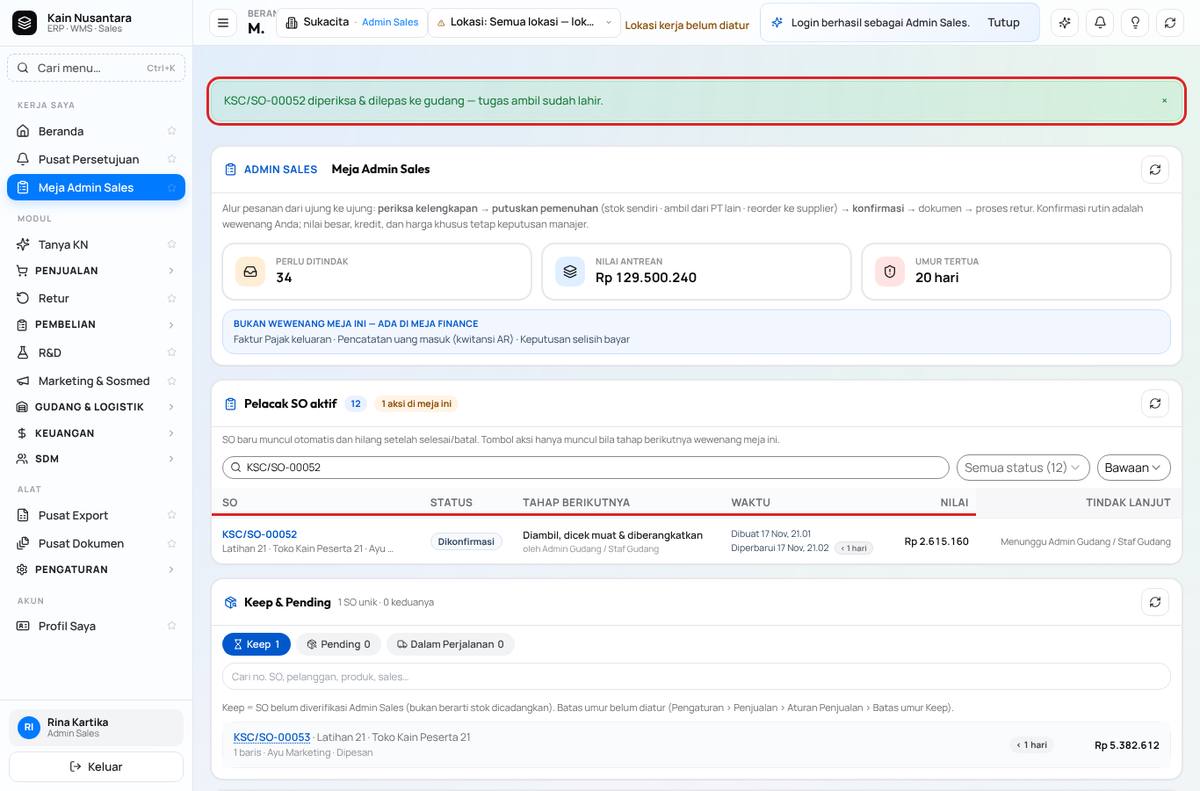 Kain Nusantara
ERP · WMS · Sales
Cari menu... Ctrl+K
KERJA SAYA
Beranda
Pusat Persetujuan
Meja Admin Sales
MODUL
Tanya KN
PENJUALAN
Retur
PEMBELIAN
R&D
Marketing & Sosmed
GUDANG & LOGISTIK
KEUANGAN
SDM
ALAT
Pusat Export
Pusat Dokumen
PENGATURAN
AKUN
Profil Saya
RI
Rina Kartika
Admin Sales
Keluar
M.
Sukacita · Admin Sales
Lokasi: Semua lokasi — lok...
Lokasi kerja belum diatur
Login berhasil sebagai Admin Sales. Tutup
KSC/SO-00052 diperiksa & dilepas ke gudang — tugas ambil sudah lahir. ×
ADMIN SALES Meja Admin Sales
Alur pesanan dari ujung ke ujung: periksa kelengkapan → putuskan pemenuhan (stok sendiri · ambil dari PT lain · reorder ke supplier) → konfirmasi → dokumen → proses retur. Konfirmasi rutin adalah
wewenang Anda; nilai besar, kredit, dan harga khusus tetap keputusan manajer.
PERLU DITINDAK
34
NILAI ANTREAN
Rp 129.500.240
UMUR TERTUA
20 hari
BUKAN WEWENANG MEJA INI — ADA DI MEJA FINANCE
Faktur Pajak keluaran · Pencatatan uang masuk (kwitansi AR) · Keputusan selisih bayar
Pelacak SO aktif 12 1 aksi di meja ini
SO baru muncul otomatis dan hilang setelah selesai/batal. Tombol aksi hanya muncul bila tahap berikutnya wewenang meja ini.
KSC/SO-00052
Semua status (12)
Bawaan
SO STATUS TAHAP BERIKUTNYA WAKTU NILAI TINDAK LANJUT
KSC/SO-00052
Latihan 21 · Toko Kain Peserta 21 · Ayu ...
Dikonfirmasi
Diambil, dicek muat & diberangkatkan
oleh Admin Gudang / Staf Gudang
Dibuat 17 Nov, 21.01
Diperbarui 17 Nov, 21.02 < 1 hari
Rp 2.615.160
Menunggu Admin Gudang / Staf Gudang
Keep & Pending 1 SO unik · 0 keduanya
Keep 1
Pending 0
Dalam Perjalanan 0
Cari no. SO, pelanggan, produk, sales...
Keep = SO belum diverifikasi Admin Sales (bukan berarti stok dicadangkan). Batas umur belum diatur (Pengaturan › Penjualan › Aturan Penjualan › Batas umur Keep).
KSC/SO-00053 · Latihan 21 · Toko Kain Peserta 21
1 baris · Ayu Marketing · Dipesan
< 1 hari
Rp 5.382.612